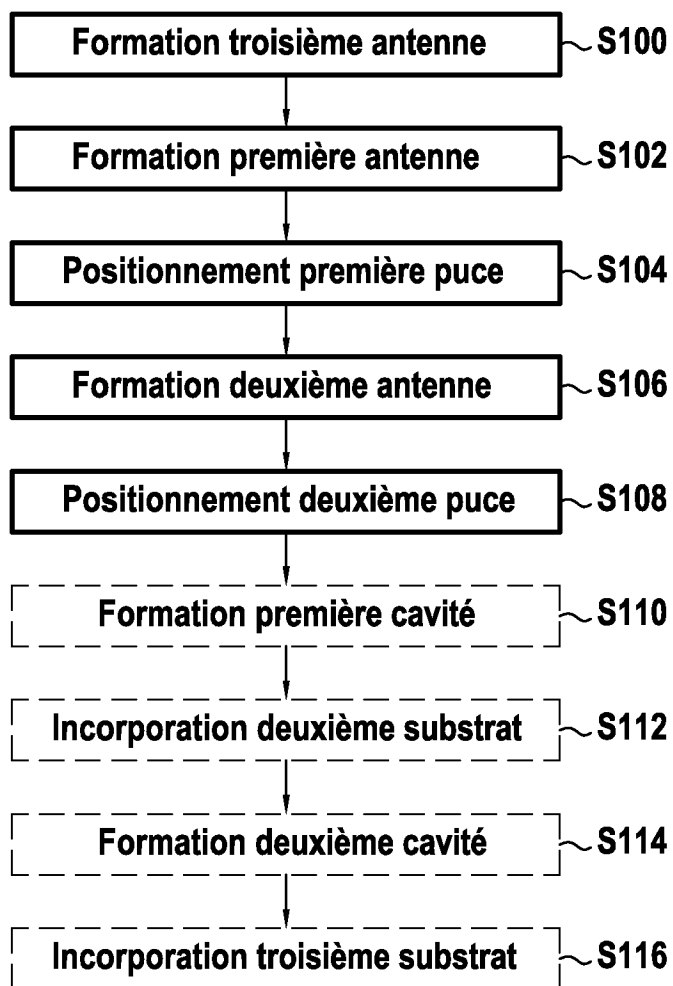 Formation troisième antenne ~ S100
Formation première antenne ~ S102
Positionnement première puce ~ S104
Formation deuxième antenne ~ S106
Positionnement deuxième puce ~ S108
Formation première cavité ~ S110
Incorporation deuxième substrat ~ S112
Formation deuxième cavité ~ S114
Incorporation troisième substrat ~ S116